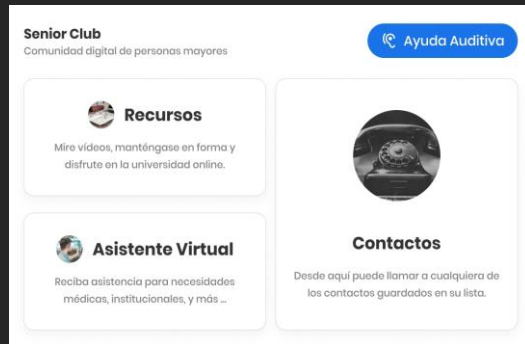 Senior Club
Comunidad digital de personas mayores
Ayuda Auditiva
Recursos
Mire vídeos, manténgase en forma y
disfrute en la universidad online.
Asistente Virtual
Reciba asistencia para necesidades
médicas, institucionales, y más ...
Contactos
Desde aquí puede llamar a cualquiera de
los contactos guardados en su lista.